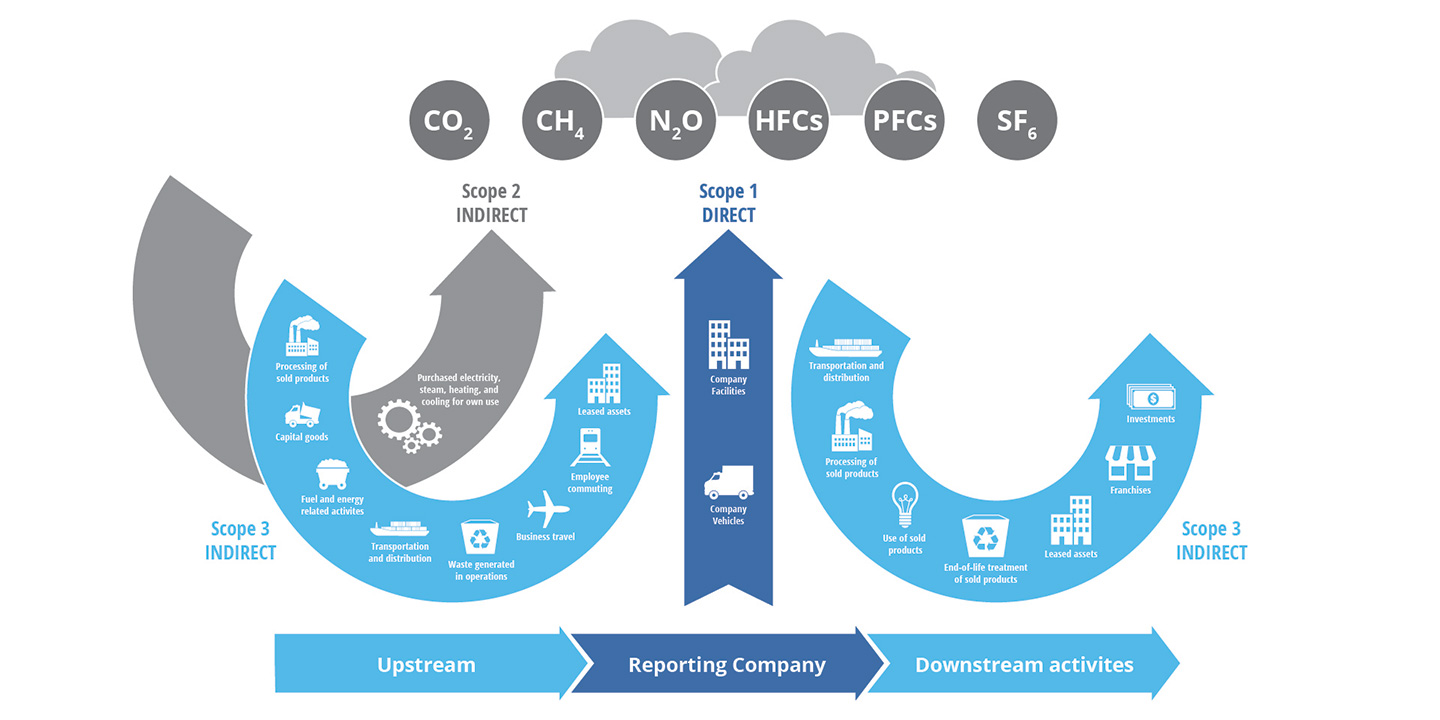 CO2
CH4
N2O
HFCs
PFCs
SF6
Scope 2
INDIRECT
Scope 1
DIRECT
Processing of
sold products
Capital goods
Fuel and energy
related activites
Transportation
and distribution
Waste generated
in operations
Business travel
Employee
commuting
Leased assets
Purchased electricity,
steam, heating, and
cooling for own use
Scope 3
INDIRECT
Company
Facilities
Company
Vehicles
Transportation and
distribution
Processing of
sold products
Use of sold
products
End-of-life treatment
of sold products
Leased assets
Franchises
Investments
Scope 3
INDIRECT
Upstream
Reporting Company
Downstream activites